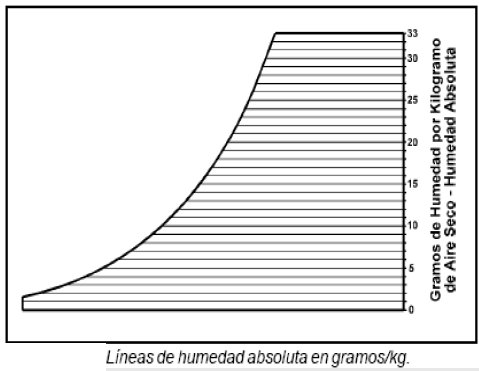 33
30
25
20
15
10
5
0
Gramos de Humedad por Kilogramo
de Aire Seco - Humedad Absoluta
Líneas de humedad absoluta en gramos/kg.